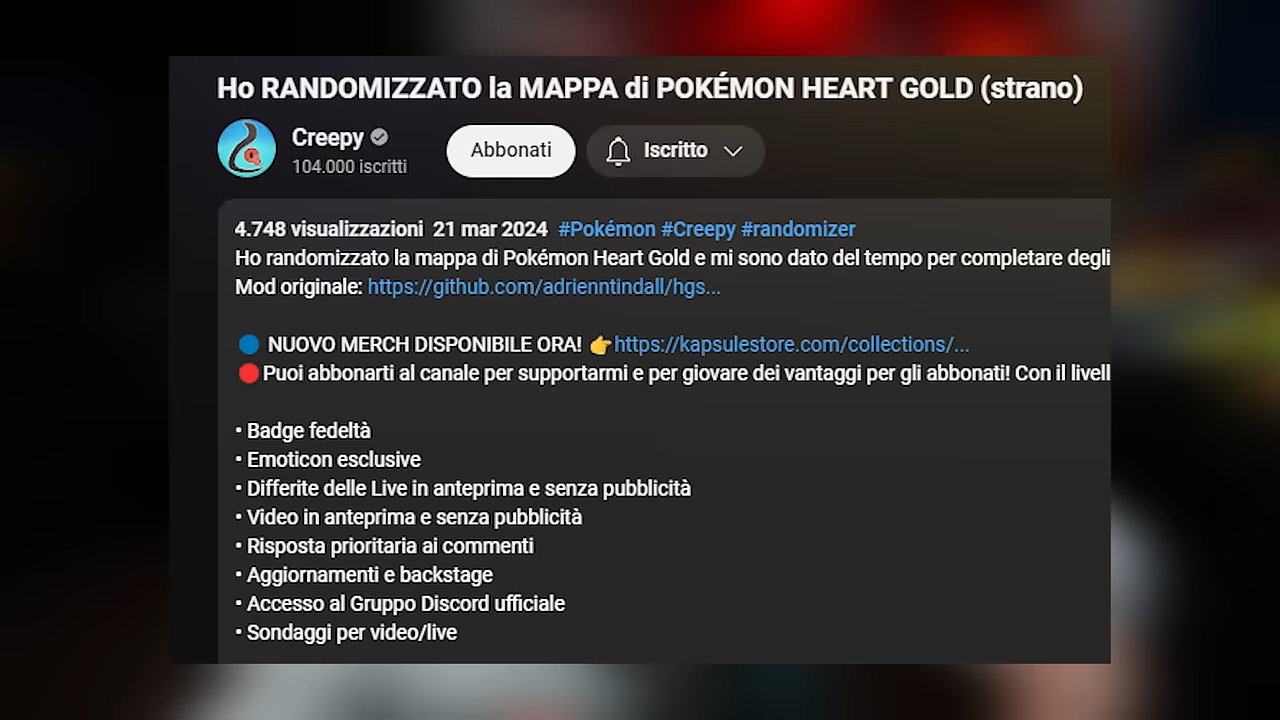 Ho RANDOMIZZATO la MAPPA di POKÉMON HEART GOLD (strano)
Creepy
104.000 iscritti
Abbonati
Iscritto
4.748 visualizzazioni 21 mar 2024 #Pokémon #Creepy #randomizer
Ho randomizzato la mappa di Pokémon Heart Gold e mi sono dato del tempo per completare degli
Mod originale: https://github.com/adrienntindall/hgs...
🔵 NUOVO MERCH DISPONIBILE ORA! 👉https://kapsulestore.com/collections/...
🔴Puoi abbonarti al canale per supportarmi e per giovare dei vantaggi per gli abbonati! Con il livell
• Badge fedeltà
• Emoticon esclusive
• Differite delle Live in anteprima e senza pubblicità
• Video in anteprima e senza pubblicità
• Risposta prioritaria ai commenti
• Aggiornamenti e backstage
• Accesso al Gruppo Discord ufficiale
• Sondaggi per video/live